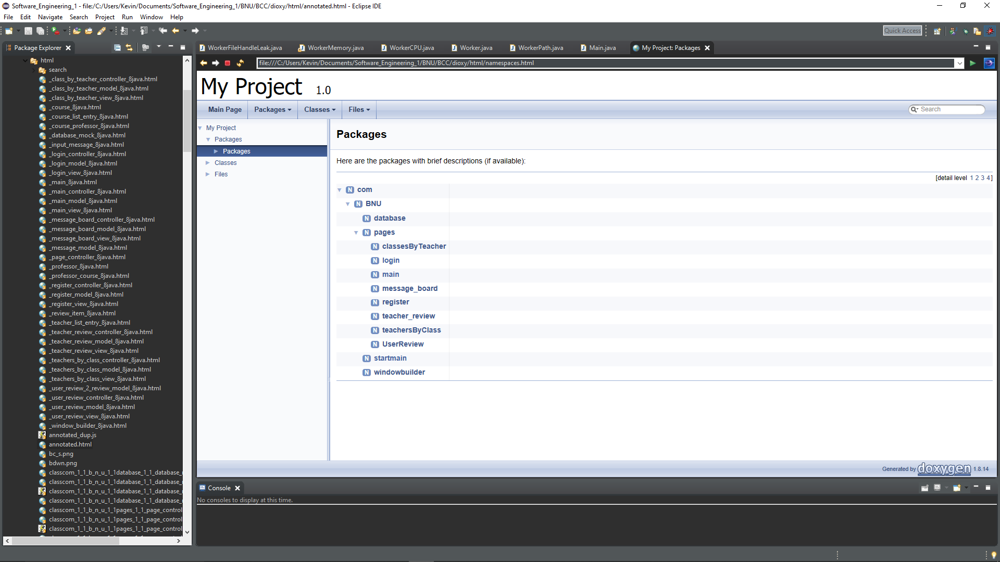 Software_Engineering_1 - file:/C:/Users/Kevin/Documents/Software_Engineering_1/BNU/BCC/dioxy/html/annotated.html - Eclipse IDE
File Edit Navigate Search Project Run Window Help
Quick Access
Package Explorer
html
search
_class_by_teacher_controller_8java.html
_class_by_teacher_model_8java.html
_class_by_teacher_view_8java.html
_course_8java.html
_course_list_entry_8java.html
_course_professor_8java.html
_database_mock_8java.html
_input_message_8java.html
_login_controller_8java.html
_login_model_8java.html
_login_view_8java.html
_main_8java.html
_main_controller_8java.html
_main_model_8java.html
_main_view_8java.html
_message_board_controller_8java.html
_message_board_model_8java.html
_message_board_view_8java.html
_message_model_8java.html
_page_controller_8java.html
_professor_8java.html
_professor_course_8java.html
_register_controller_8java.html
_register_model_8java.html
_register_view_8java.html
_review_item_8java.html
_teacher_list_entry_8java.html
_teacher_review_controller_8java.html
_teacher_review_model_8java.html
_teacher_review_view_8java.html
_teachers_by_class_controller_8java.html
_teachers_by_class_model_8java.html
_teachers_by_class_view_8java.html
_user_review_2_review_model_8java.html
_user_review_controller_8java.html
_user_review_model_8java.html
_user_review_view_8java.html
_window_builder_8java.html
annotated_dup.js
annotated.html
bc_s.png
bdwn.png
classcom_1_1_b_n_u_1_1database_1_1_database_
classcom_1_1_b_n_u_1_1database_1_1_database_
classcom_1_1_b_n_u_1_1database_1_1_database_
classcom_1_1_b_n_u_1_1database_1_1_database_
classcom_1_1_b_n_u_1_1pages_1_1_page_control
classcom_1_1_b_n_u_1_1pages_1_1_page_control
classcom_1_1_b_n_u_1_1pages_1_1_page_control
WorkerFileHandleLeak.java WorkerMemory.java WorkerCPU.java Worker.java WorkerPath.java Main.java My Project: Packages
file:///C:/Users/Kevin/Documents/Software_Engineering_1/BNU/BCC/dioxy/html/namespaces.html
My Project 1.0
Main Page Packages Classes Files Search
My Project
Packages
Packages
Classes
Files
Packages
Here are the packages with brief descriptions (if available):
[detail level 1 2 3 4]
N com
N BNU
N database
N pages
N classesByTeacher
N login
N main
N message_board
N register
N teacher_review
N teachersByClass
N UserReview
N startmain
N windowbuilder
Generated by doxygen 1.8.14
Console
No consoles to display at this time.